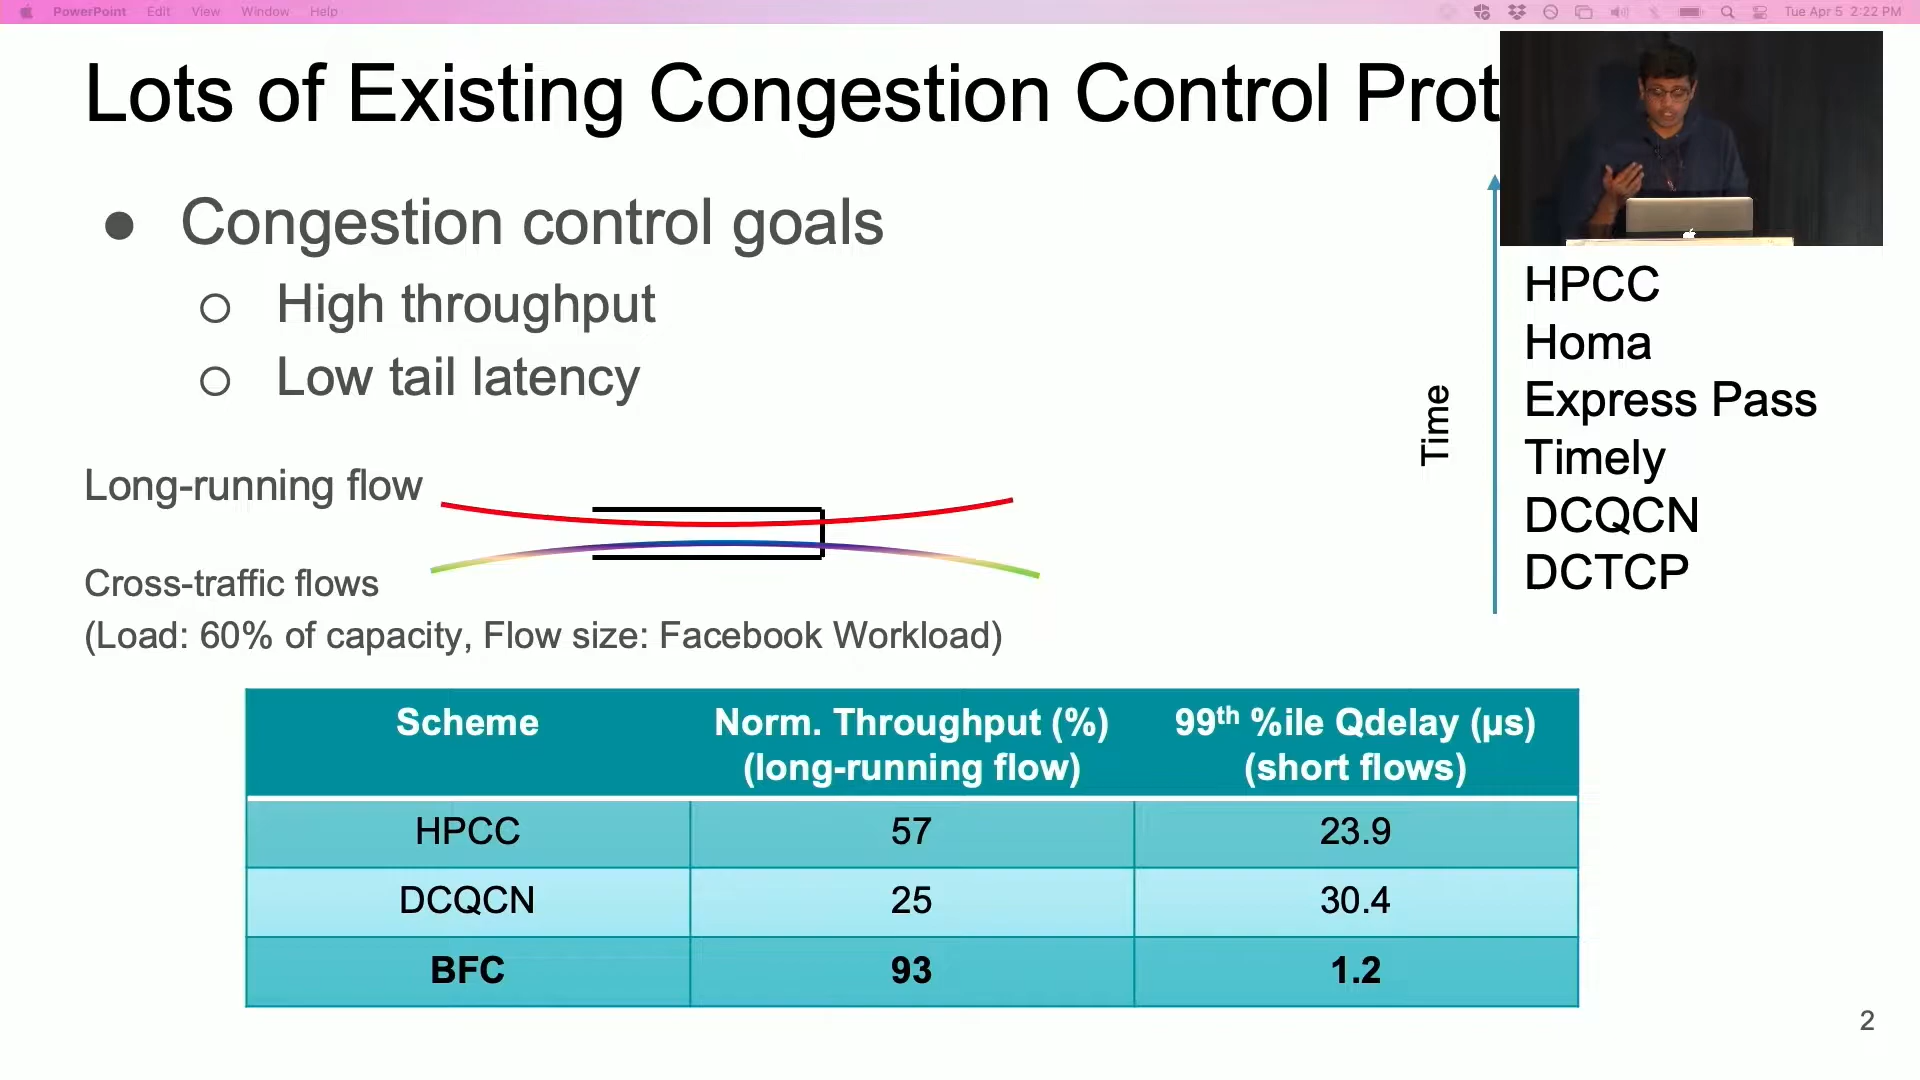 PowerPoint Edit View Window Help
Tue Apr 5 2:22 PM
Lots of Existing Congestion Control Prot
● Congestion control goals
○ High throughput
○ Low tail latency
HPCC
Homa
Express Pass
Timely
DCQCN
DCTCP
Time
Long-running flow
Cross-traffic flows
(Load: 60% of capacity, Flow size: Facebook Workload)
Scheme
Norm. Throughput (%)
(long-running flow)
99th %ile Qdelay (μs)
(short flows)
HPCC 57 23.9
DCQCN 25 30.4
BFC 93 1.2
2